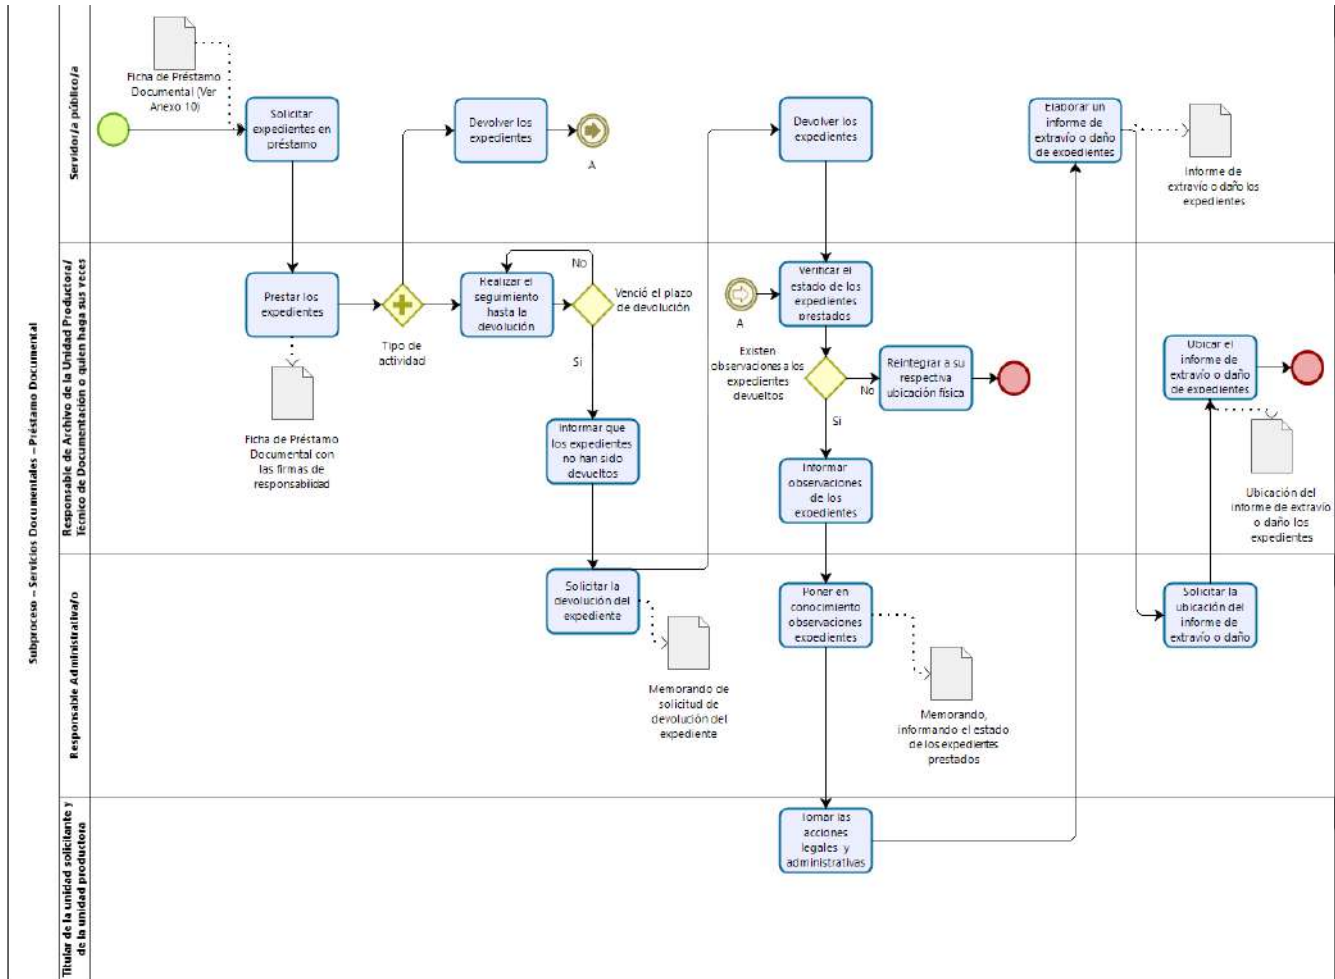 Subproceso – Servicios Documentales – Préstamo Documental
Servidor/a público/a
Ficha de Préstamo
Documental (Ver
Anexo 10)
Solicitar
expedientes en
préstamo
Devolver los
expedientes
A
Devolver los
expedientes
Elaborar un
informe de
extravío o daño
de expedientes
Informe de
extravío o daño los
expedientes
Responsable de Archivo de la Unidad Productora/
Técnico de Documentación o quien haga sus veces
Prestar los
expedientes
Ficha de Préstamo
Documental con
las firmas de
responsabilidad
Tipo de
actividad
Realizar el
seguimiento
hasta la
devolución
No
Venció el plazo
de devolución
Si
Informar que
los expedientes
no han sido
devueltos
A
Verificar el
estado de los
expedientes
prestados
Existen
observaciones a los
expedientes
devueltos
No
Reintegrar a su
respectiva
ubicación física
Si
Informar
observaciones
de los
expedientes
Ubicar el
informe de
extravío o daño
de expedientes
Ubicación del
informe de extravío
o daño los
expedientes
Responsable Administrativa/o
Solicitar la
devolución del
expediente
Memorando de
solicitud de
devolución del
expediente
Poner en
conocimiento
observaciones
expedientes
Memorando,
informando el estado
de los expedientes
prestados
Solicitar la
ubicación del
informe de
extravío o daño
Titular de la unidad solicitante y
de la unidad productora
Tomar las
acciones
legales y
administrativas